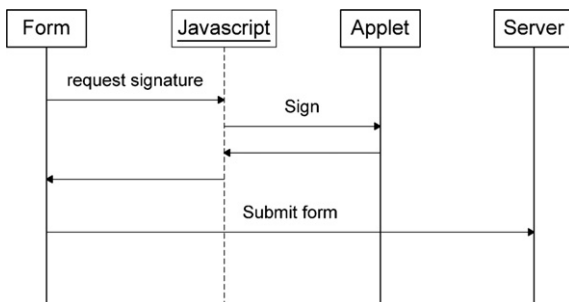 Form
Javascript
Applet
Server
request signature
Sign
Submit form